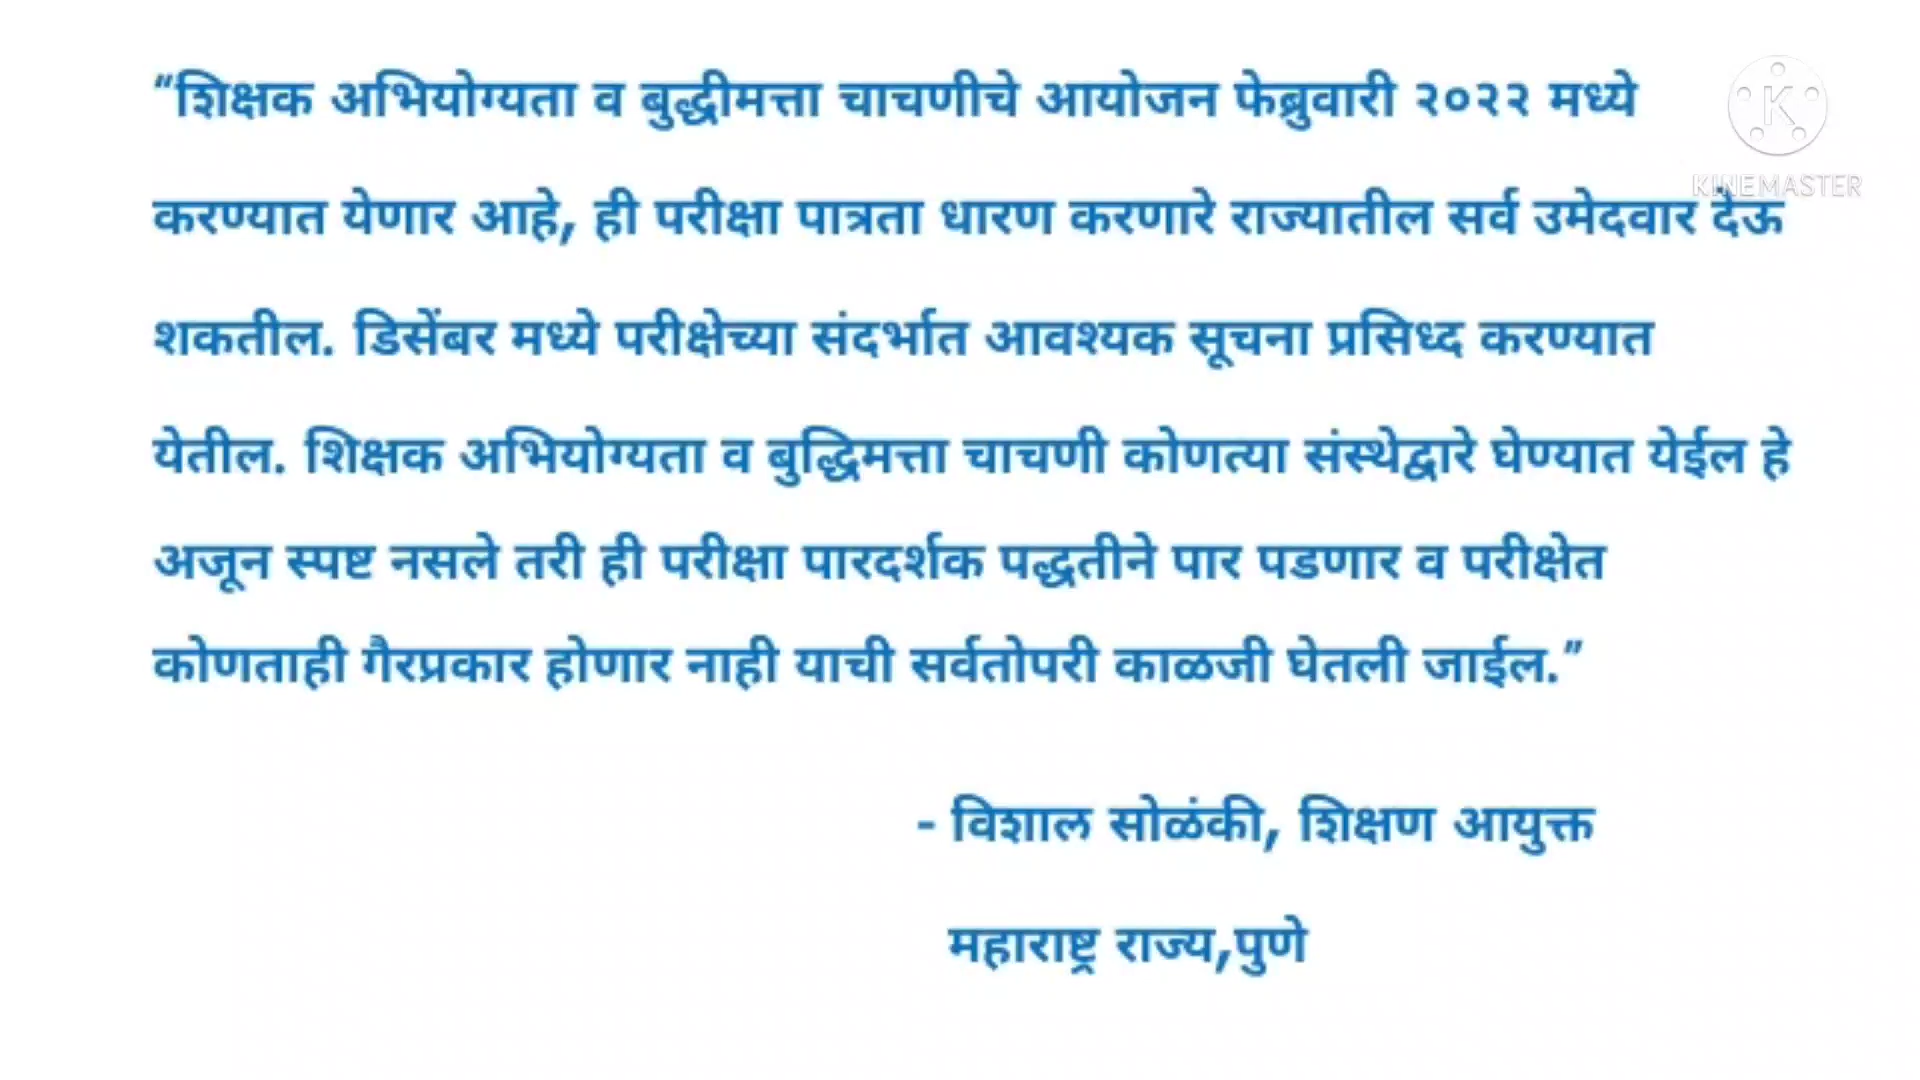 “शिक्षक अभियोग्यता व बुद्धीमत्ता चाचणीचे आयोजन फेब्रुवारी २०२२ मध्ये
करण्यात येणार आहे, ही परीक्षा पात्रता धारण करणारे राज्यातील सर्व उमेदवार देऊ
शकतील. डिसेंबर मध्ये परीक्षेच्या संदर्भात आवश्यक सूचना प्रसिध्द करण्यात
येतील. शिक्षक अभियोग्यता व बुद्धिमत्ता चाचणी कोणत्या संस्थेद्वारे घेण्यात येईल हे
अजून स्पष्ट नसले तरी ही परीक्षा पारदर्शक पद्धतीने पार पडणार व परीक्षेत
कोणताही गैरप्रकार होणार नाही याची सर्वतोपरी काळजी घेतली जाईल.”
- विशाल सोळंकी, शिक्षण आयुक्त
महाराष्ट्र राज्य,पुणे
K
KINEMASTER